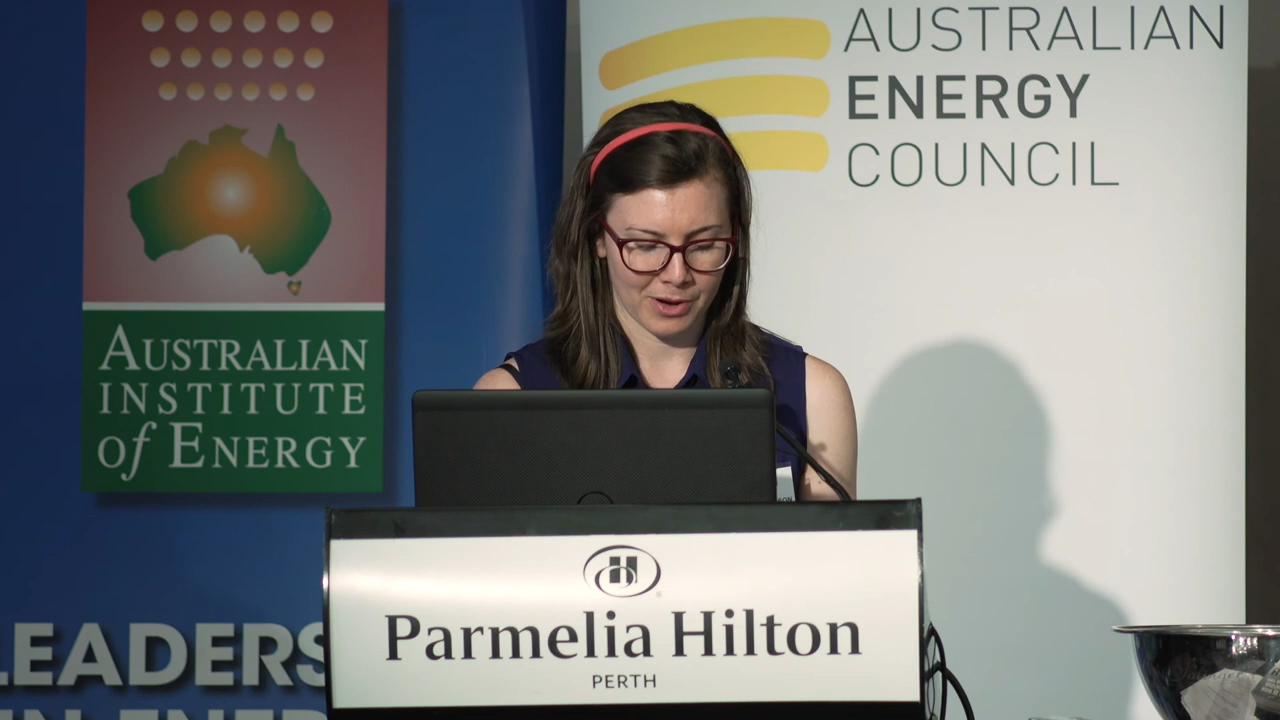 AUSTRALIAN
INSTITUTE
of ENERGY
AUSTRALIAN
ENERGY
COUNCIL
LEADERS
H
Parmelia Hilton
PERTH